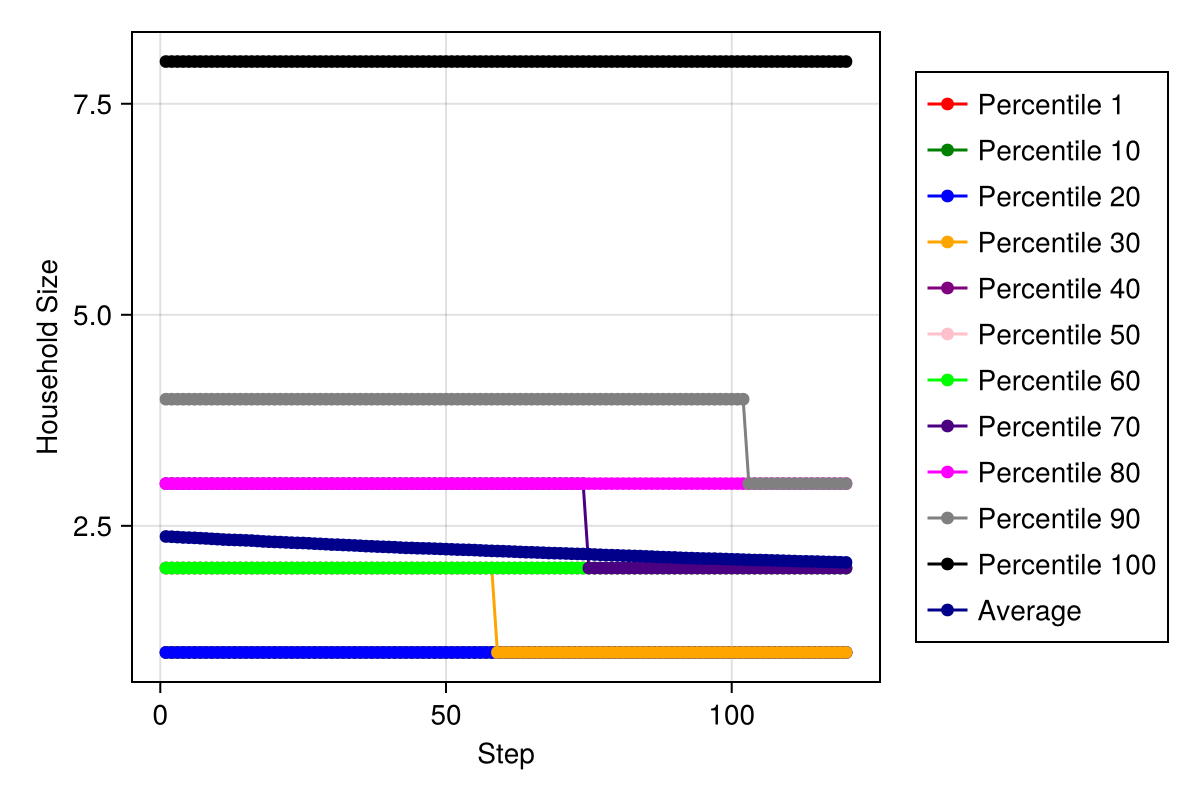 7.5
5.0
2.5
Household Size
0
50
100
Step
Percentile 1
Percentile 10
Percentile 20
Percentile 30
Percentile 40
Percentile 50
Percentile 60
Percentile 70
Percentile 80
Percentile 90
Percentile 100
Average